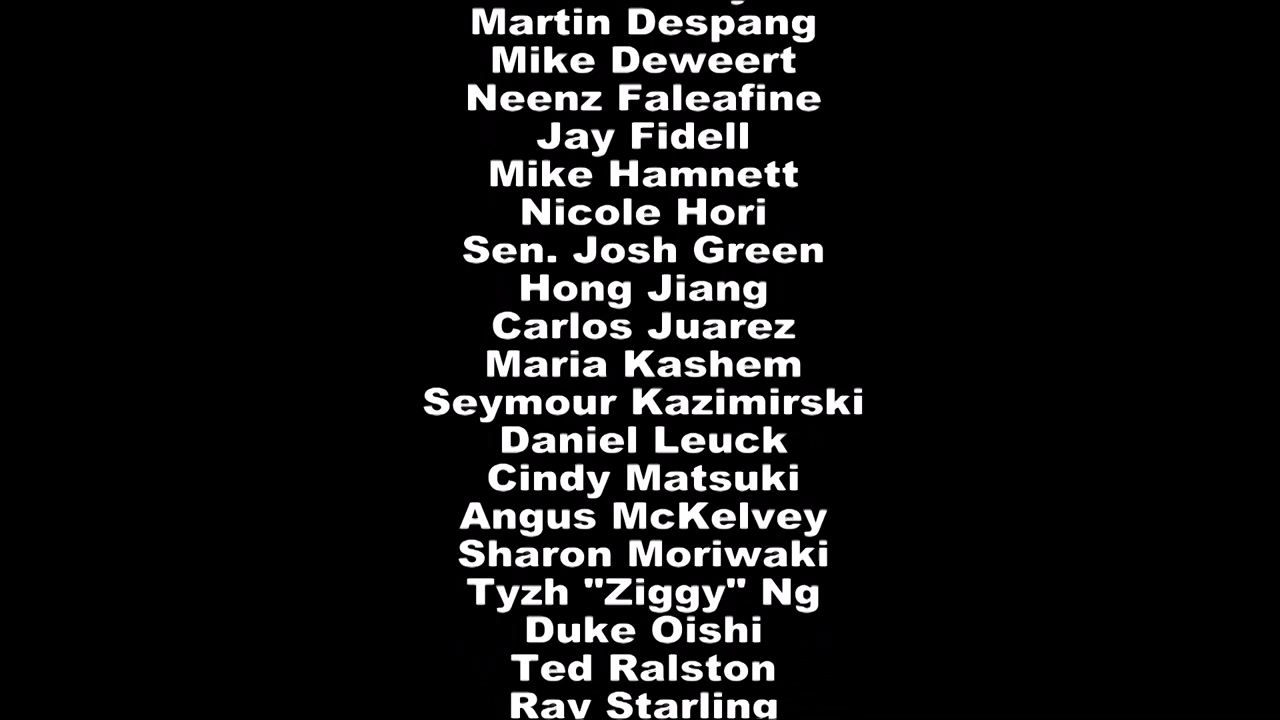 Martin Despang
Mike Deweert
Neenz Faleafine
Jay Fidell
Mike Hamnett
Nicole Hori
Sen. Josh Green
Hong Jiang
Carlos Juarez
Maria Kashem
Seymour Kazimirski
Daniel Leuck
Cindy Matsuki
Angus McKelvey
Sharon Moriwaki
Tyzh "Ziggy" Ng
Duke Oishi
Ted Ralston
Ray Starling